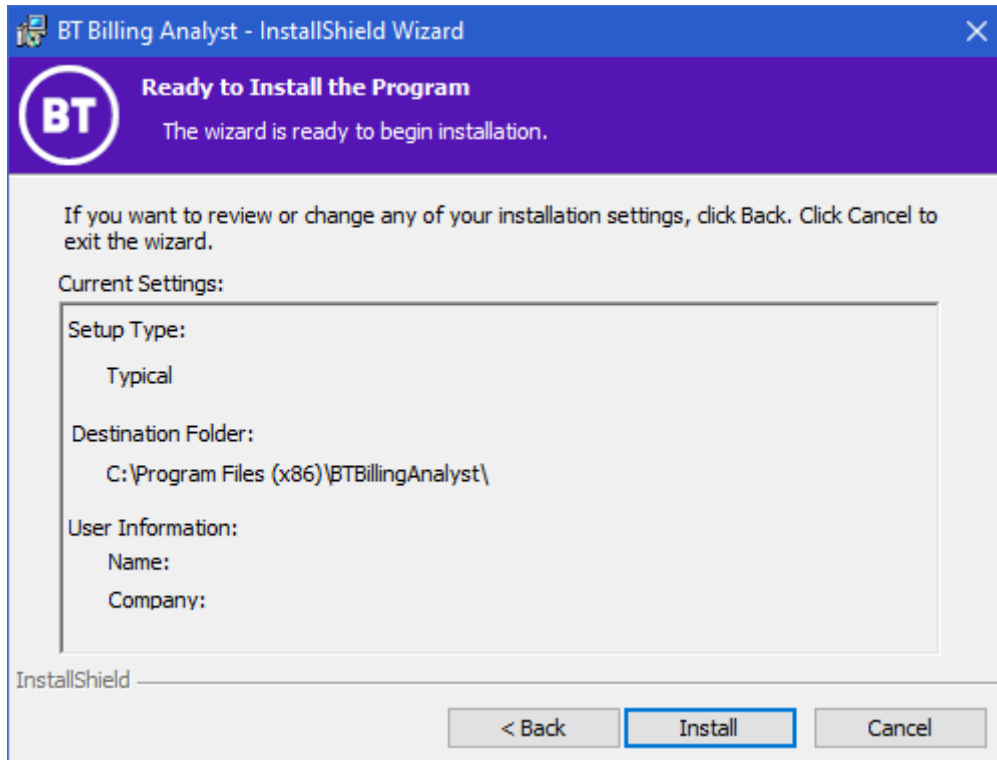 BT Billing Analyst - InstallShield Wizard
BT
Ready to Install the Program
The wizard is ready to begin installation.
If you want to review or change any of your installation settings, click Back. Click Cancel to
exit the wizard.
Current Settings:
Setup Type:
Typical
Destination Folder:
C:\Program Files (x86)\BTBillingAnalyst\
User Information:
Name:
Company:
InstallShield
< Back
Install
Cancel